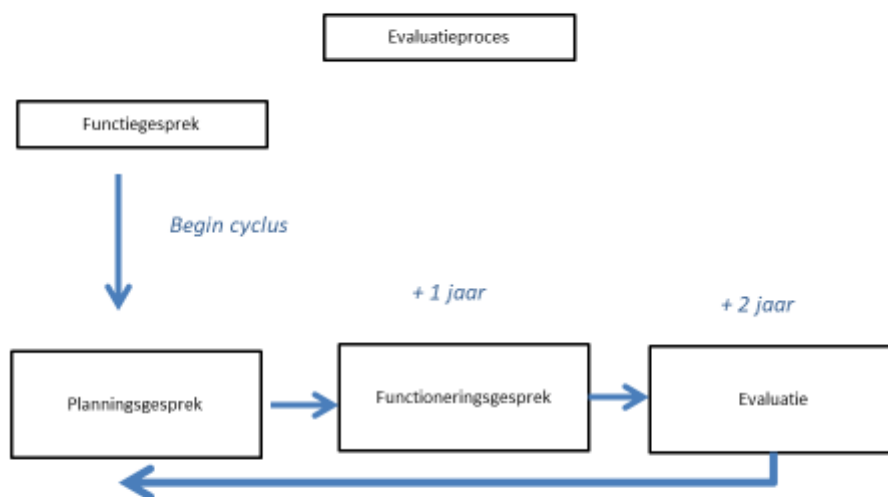 Evaluatieproces
Functiegesprek
Begin cyclus
+ 1 jaar
+ 2 jaar
Planningsgesprek
Functioneringsgesprek
Evaluatie